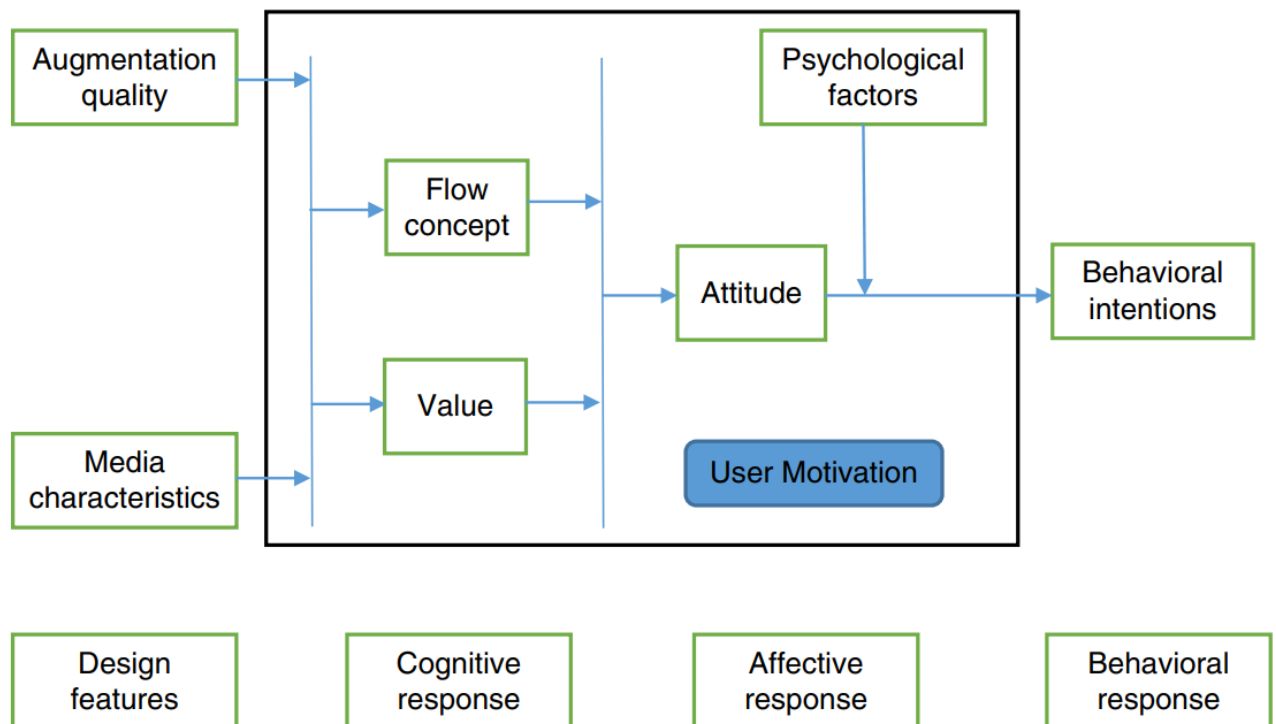 Augmentation
quality
Psychological
factors
Flow
concept
Attitude
Behavioral
intentions
Value
Media
characteristics
User Motivation
Design
features
Cognitive
response
Affective
response
Behavioral
response